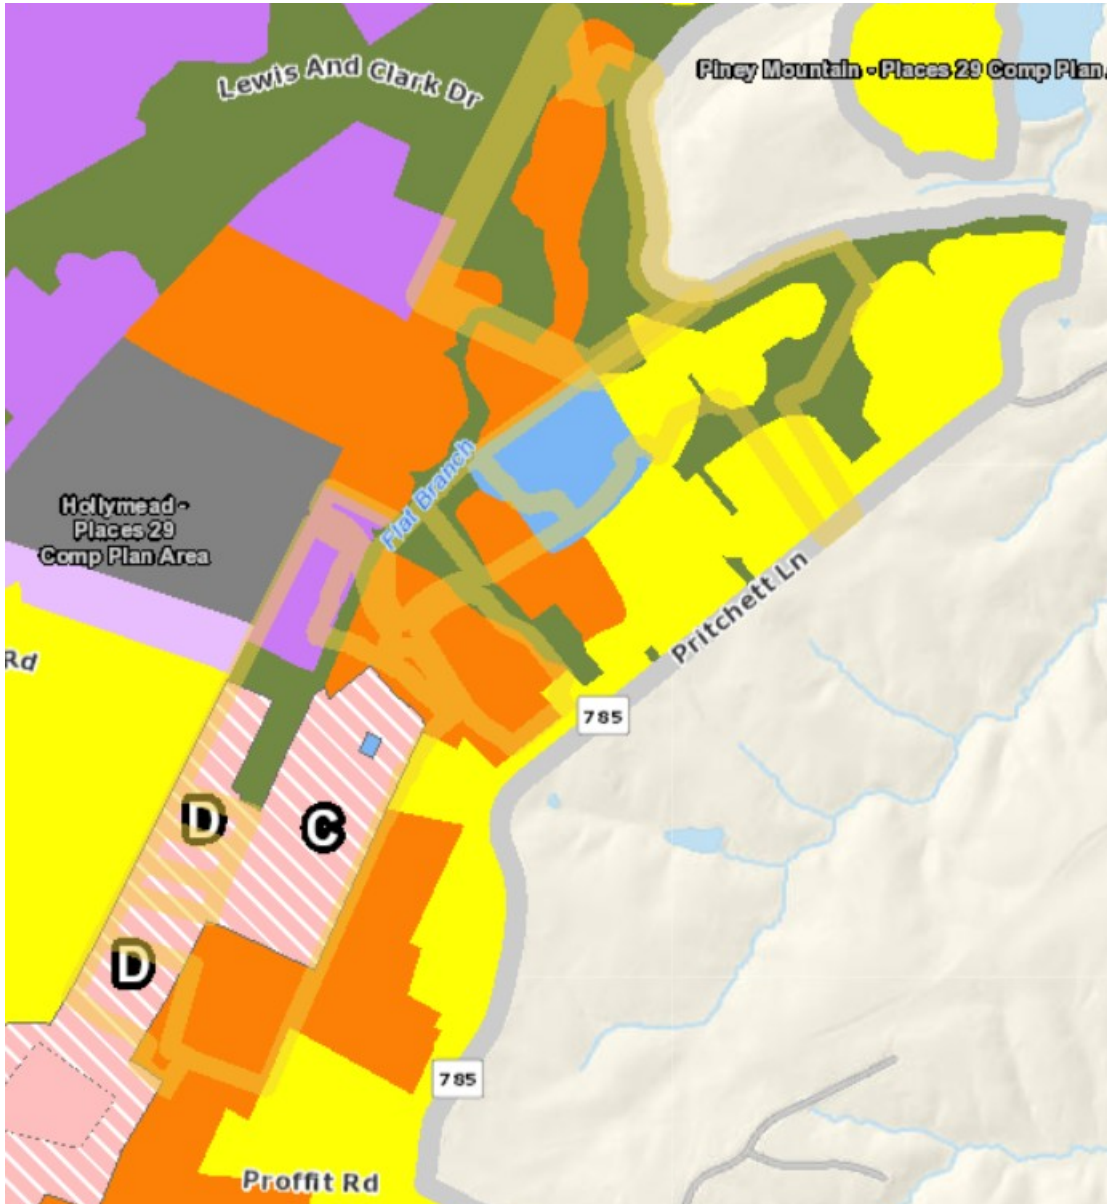 Lewis And Clark Dr
Piney Mountain - Places 29 Comp Plan
Flat Branch
Hollymead -
Places 29
Comp Plan Area
Pritchett Ln
Rd
785
D
C
D
785
Proffit Rd